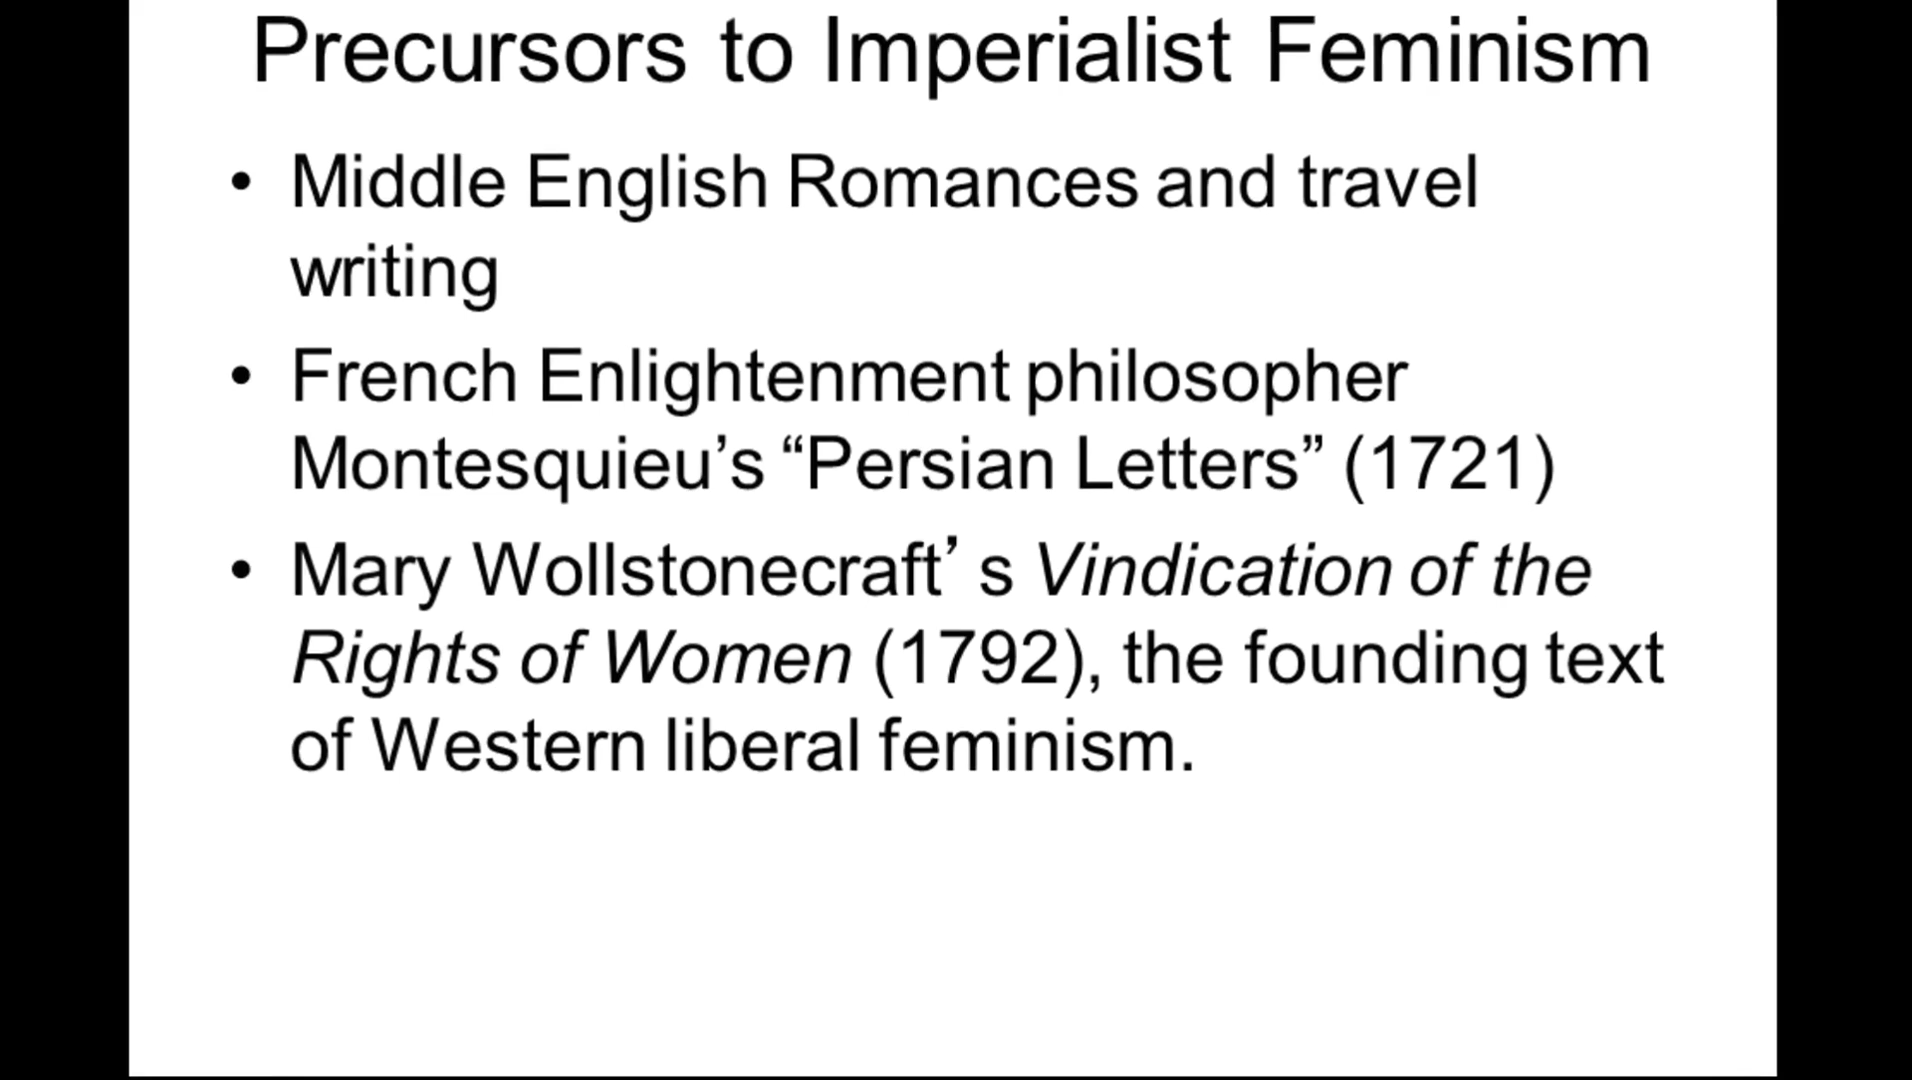 Precursors to Imperialist Feminism
• Middle English Romances and travel
writing
• French Enlightenment philosopher
Montesquieu’s “Persian Letters” (1721)
• Mary Wollstonecraft’ s Vindication of the
Rights of Women (1792), the founding text
of Western liberal feminism.